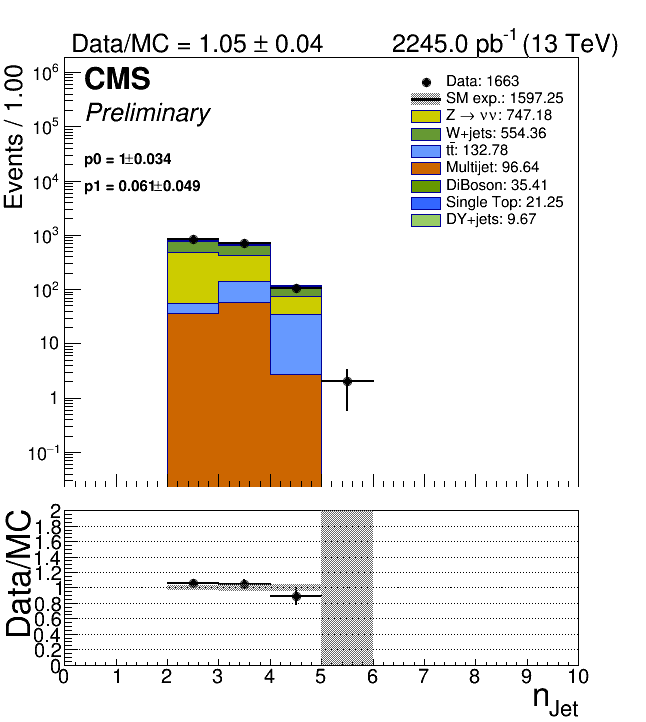 Data/MC = 1.05 ± 0.04 2245.0 pb⁻¹ (13 TeV)
Events / 1.00
CMS
Preliminary
p0 = 1±0.034
p1 = 0.061±0.049
Data: 1663
SM exp.: 1597.25
Z → νν: 747.18
W+jets: 554.36
tt̄: 132.78
Multijet: 96.64
DiBoson: 35.41
Single Top: 21.25
DY+jets: 9.67
10⁶
10⁵
10⁴
10³
10²
10
1
10⁻¹
Data/MC
2
1.8
1.6
1.4
1.2
1
0.8
0.6
0.4
0.2
0
0 1 2 3 4 5 6 7 8 9 10
n_Jet